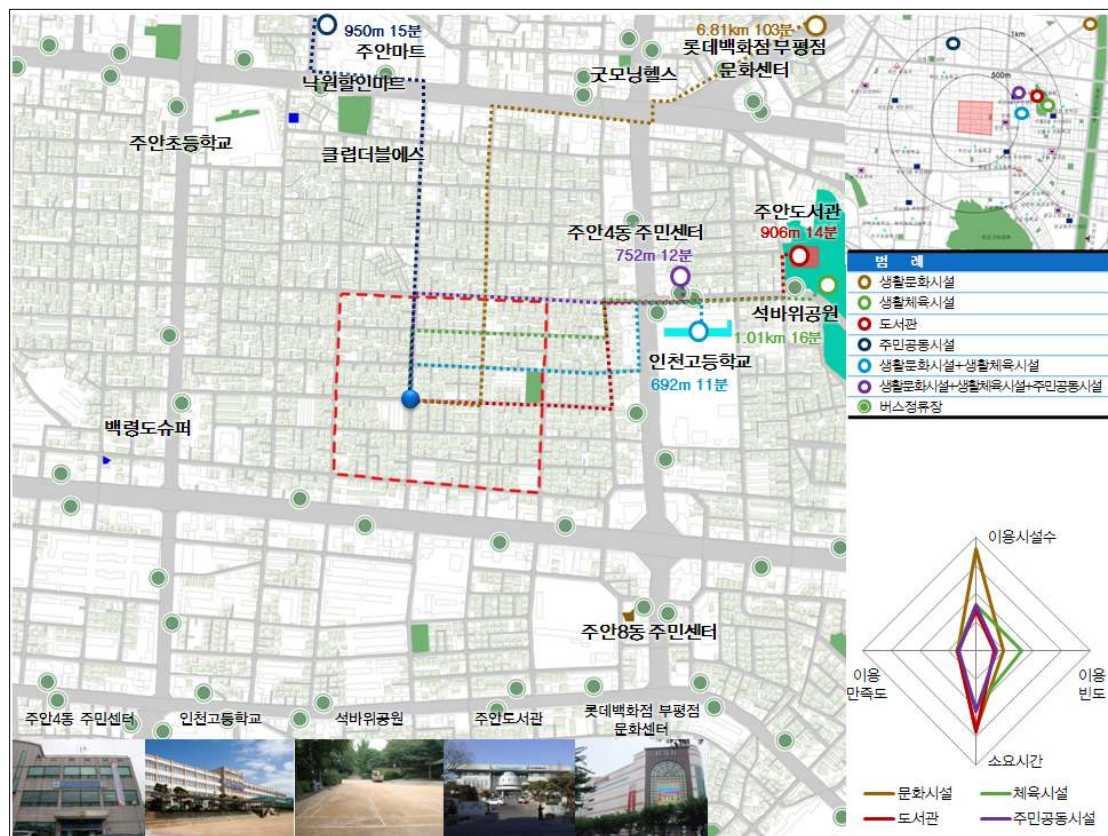 950m 15분
주안마트
낙원할인마트
6.81km 103분
롯데백화점 부평점
문화센터
굿모닝헬스
주안초등학교
클럽더블에스
주안도서관
906m 14분
주안4동 주민센터
752m 12분
석바위공원
1.01km 16분
인천고등학교
692m 11분
백령도슈퍼
주안8동 주민센터
주안4동 주민센터
인천고등학교
석바위공원
주안도서관
롯데백화점 부평점
문화센터
1km
500m
범 례
생활문화시설
생활체육시설
도서관
주민공동시설
생활문화시설+생활체육시설
생활문화시설+생활체육시설+주민공동시설
버스정류장
이용시설수
이용
만족도
이용
빈도
소요시간
문화시설
체육시설
도서관
주민공동시설